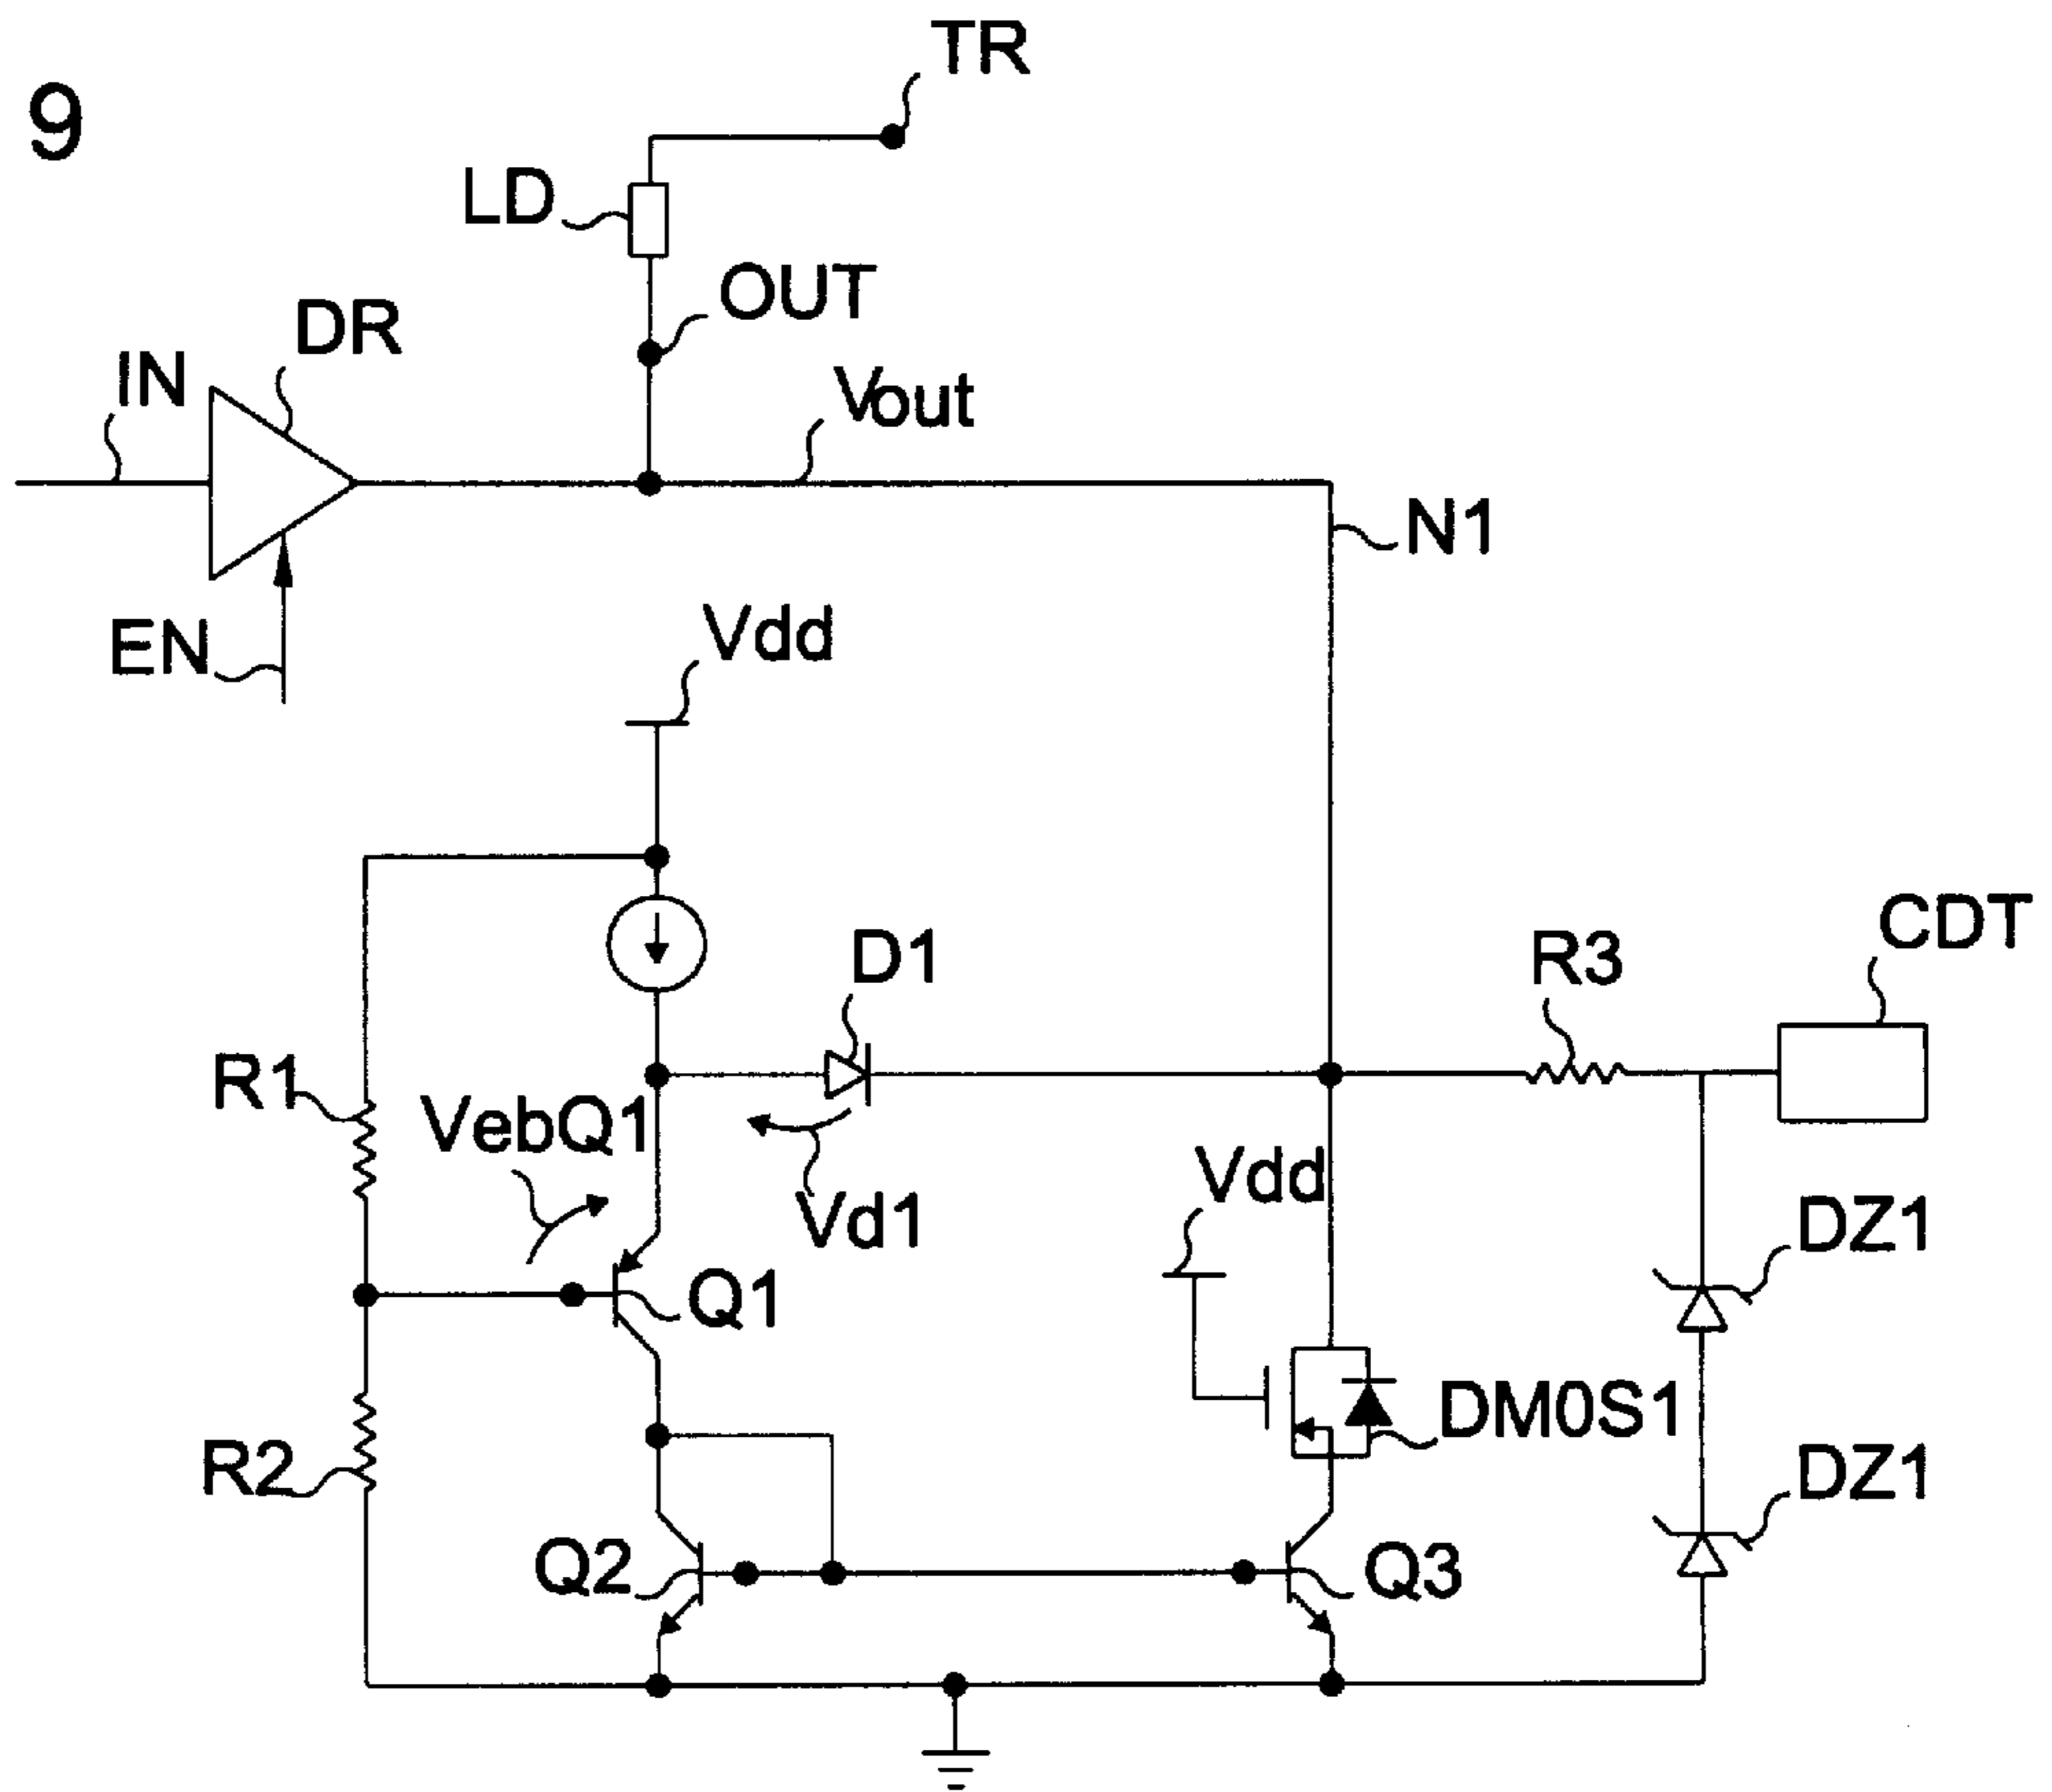 9
TR
LD
OUT
DR
IN
Vout
N1
EN
Vdd
CDT
R3
D1
R1
VebQ1
Vdd
Vd1
DZ1
Q1
DM0S1
R2
DZ1
Q2
Q3